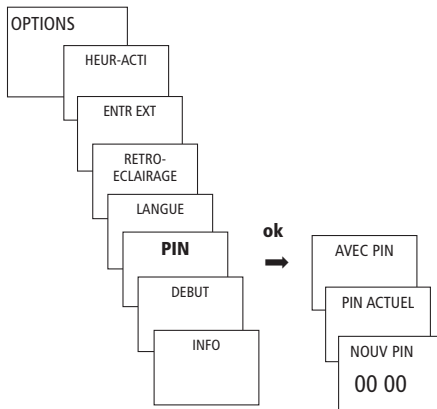 OPTIONS
HEUR-ACTI
ENTR EXT
RETRO-
ECLAIRAGE
LANGUE
PIN
DEBUT
INFO
ok
AVEC PIN
PIN ACTUEL
NOUV PIN
00 00